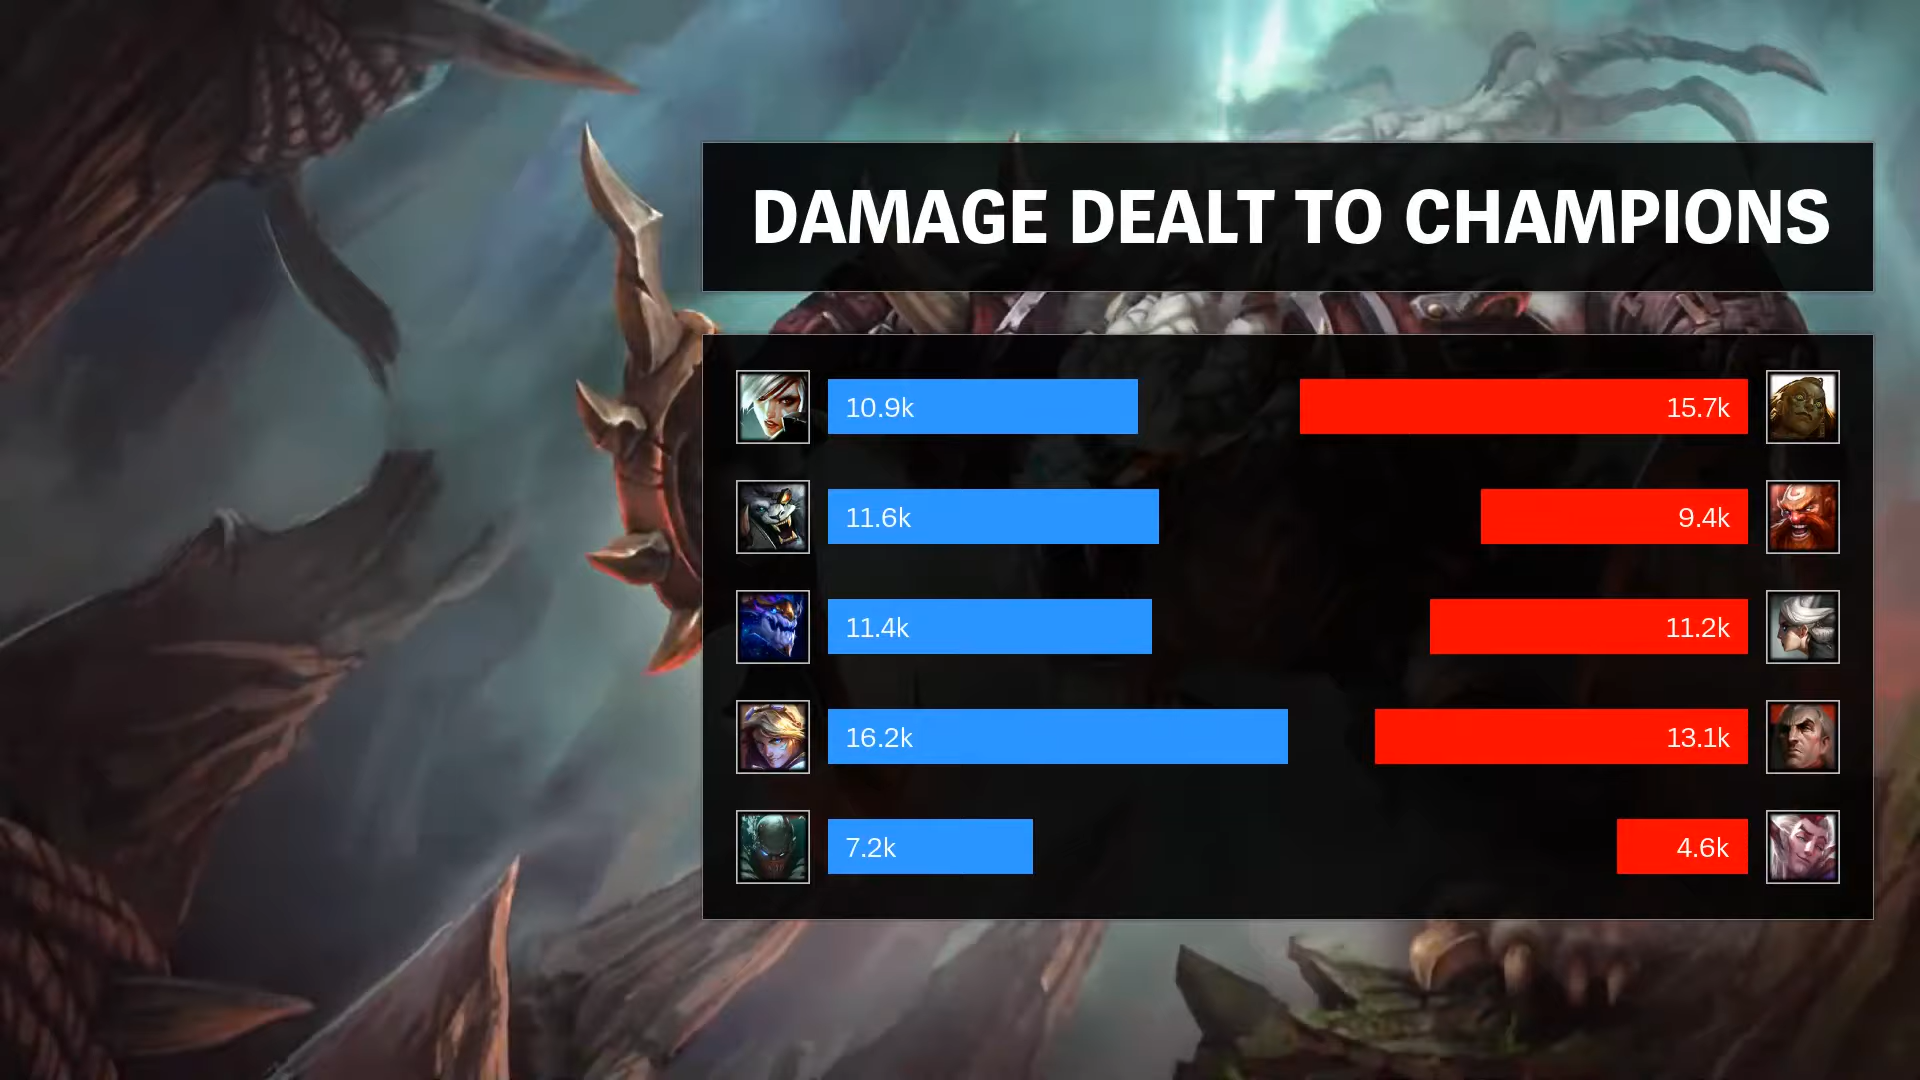 DAMAGE DEALT TO CHAMPIONS
10.9k 15.7k
11.6k 9.4k
11.4k 11.2k
16.2k 13.1k
7.2k 4.6k